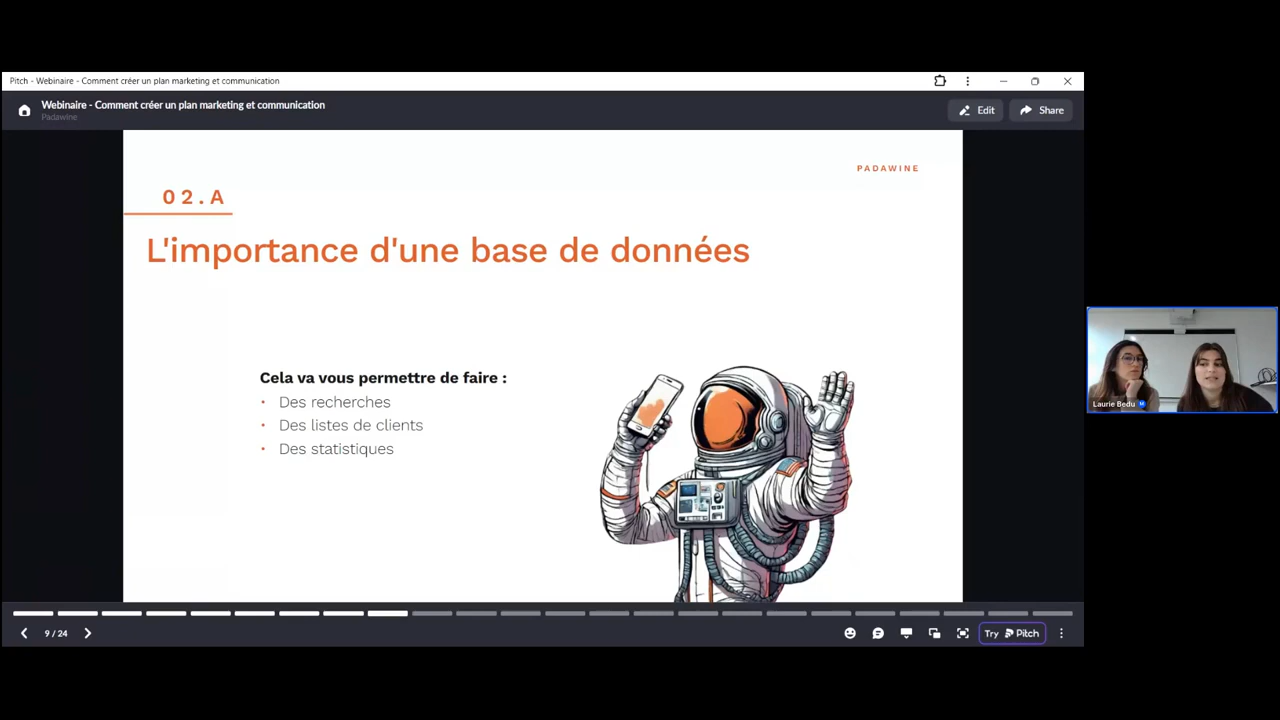 Pitch - Webinaire - Comment créer un plan marketing et communication
Webinaire - Comment créer un plan marketing et communication
Padawine
Edit
Share
PADAWINE
02.A
L'importance d'une base de données
Cela va vous permettre de faire :
• Des recherches
• Des listes de clients
• Des statistiques
Laurie Bedu
9 / 24
Try Pitch